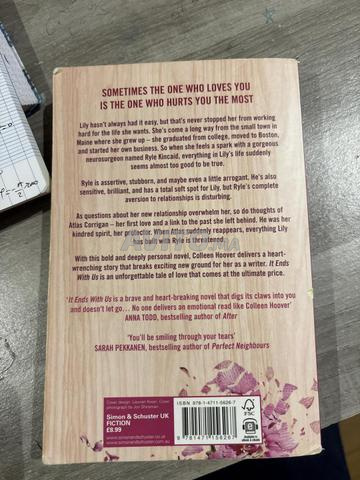 SOMETIMES THE ONE WHO LOVES YOU
IS THE ONE WHO HURTS YOU THE MOST
Lily hasn't always had it easy, but that's never stopped her from working
hard for the life she wants. She's come a long way from the small town in
Maine where she grew up – she graduated from college, moved to Boston,
and started her own business. So when she feels a spark with a gorgeous
neurosurgeon named Ryle Kincaid, everything in Lily's life suddenly
seems almost too good to be true.
Ryle is assertive, stubborn, and maybe even a little arrogant. He's also
sensitive, brilliant, and has a total soft spot for Lily, but Ryle's complete
aversion to relationships is disturbing.
As questions about her new relationship overwhelm her, so do thoughts of
Atlas Corrigan – her first love and a link to the past she left behind. He was her
kindred spirit, her protector. When Atlas suddenly reappears, everything Lily
has built with Ryle is threatened.
With this bold and deeply personal novel, Colleen Hoover delivers a heart-
wrenching story that breaks exciting new ground for her as a writer. It Ends
With Us is an unforgettable tale of love that comes at the ultimate price.
'It Ends With Us is a brave and heart-breaking novel that digs its claws into you
and doesn't let go... No one delivers an emotional read like Colleen Hoover'
ANNA TODD, bestselling author of After
'You'll be smiling through your tears'
SARAH PEKKANEN, bestselling author of Perfect Neighbours
Simon & Schuster UK
FICTION
£8.99
ISBN 978-1-4711-5626-7
9 781471 156267
FSC